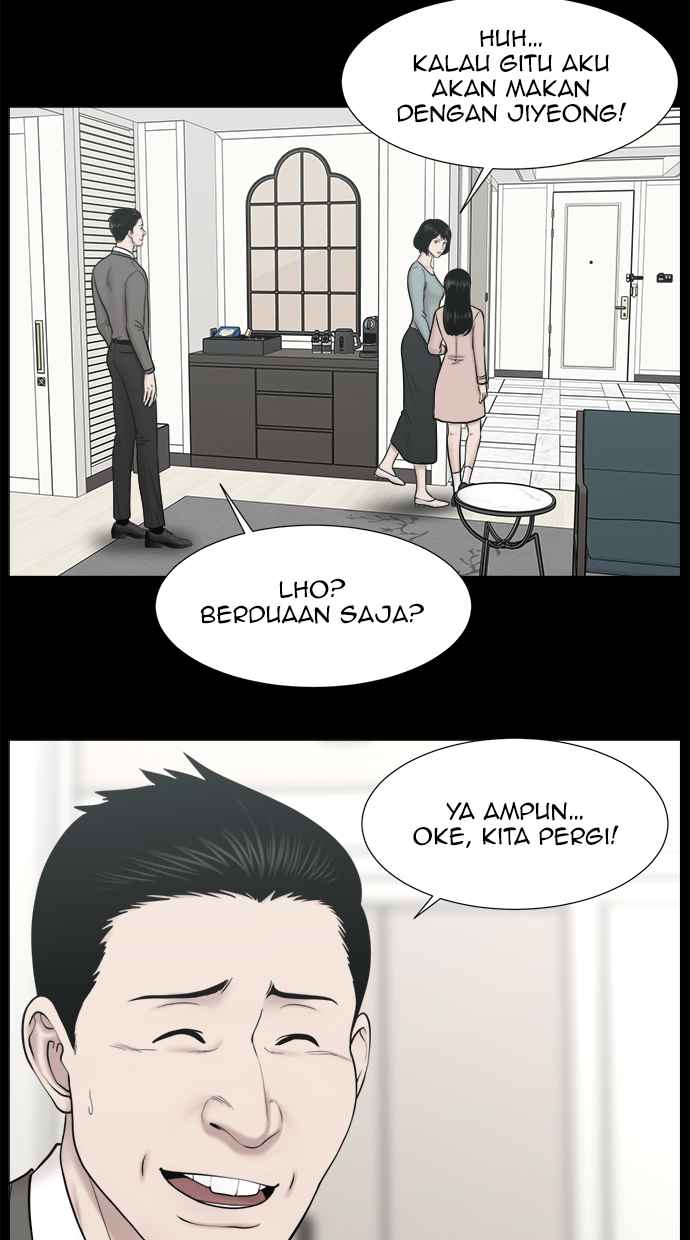 HUH...
KALAU GITU AKU
AKAN MAKAN
DENGAN JIYEONG!
LHO?
BERDUAAN SAJA?
YA AMPUN...
OKE, KITA PERGI!